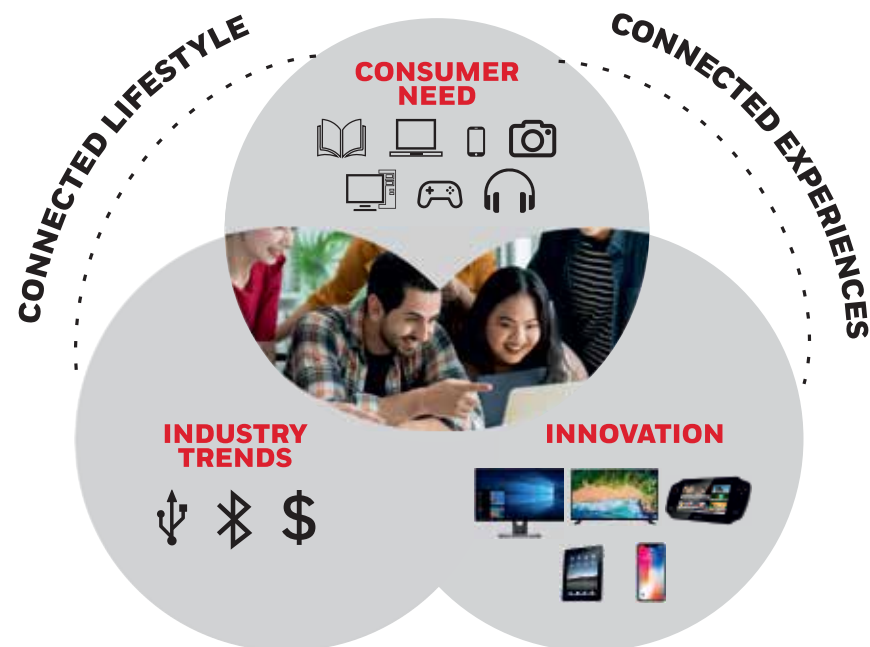 CONNECTED LIFESTYLE
CONNECTED EXPERIENCES
CONSUMER
NEED
INDUSTRY
TRENDS
$
INNOVATION